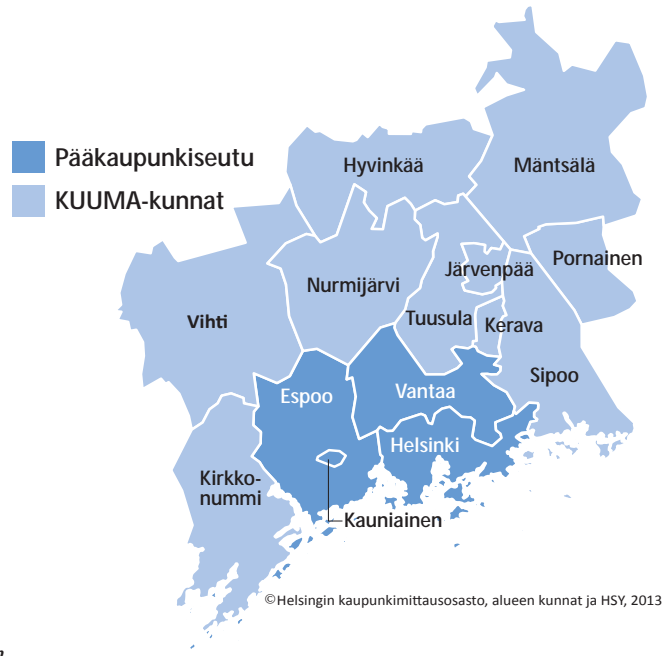 Pääkaupunkiseutu
KUUMA-kunnat
Hyvinkää
Mäntsälä
Järvenpää
Pornainen
Nurmijärvi
Vihti
Tuusula
Kerava
Sipoo
Espoo
Vantaa
Helsinki
Kirkko-
nummi
Kauniainen
©Helsingin kaupunkimittausosasto, alueen kunnat ja HSY, 2013